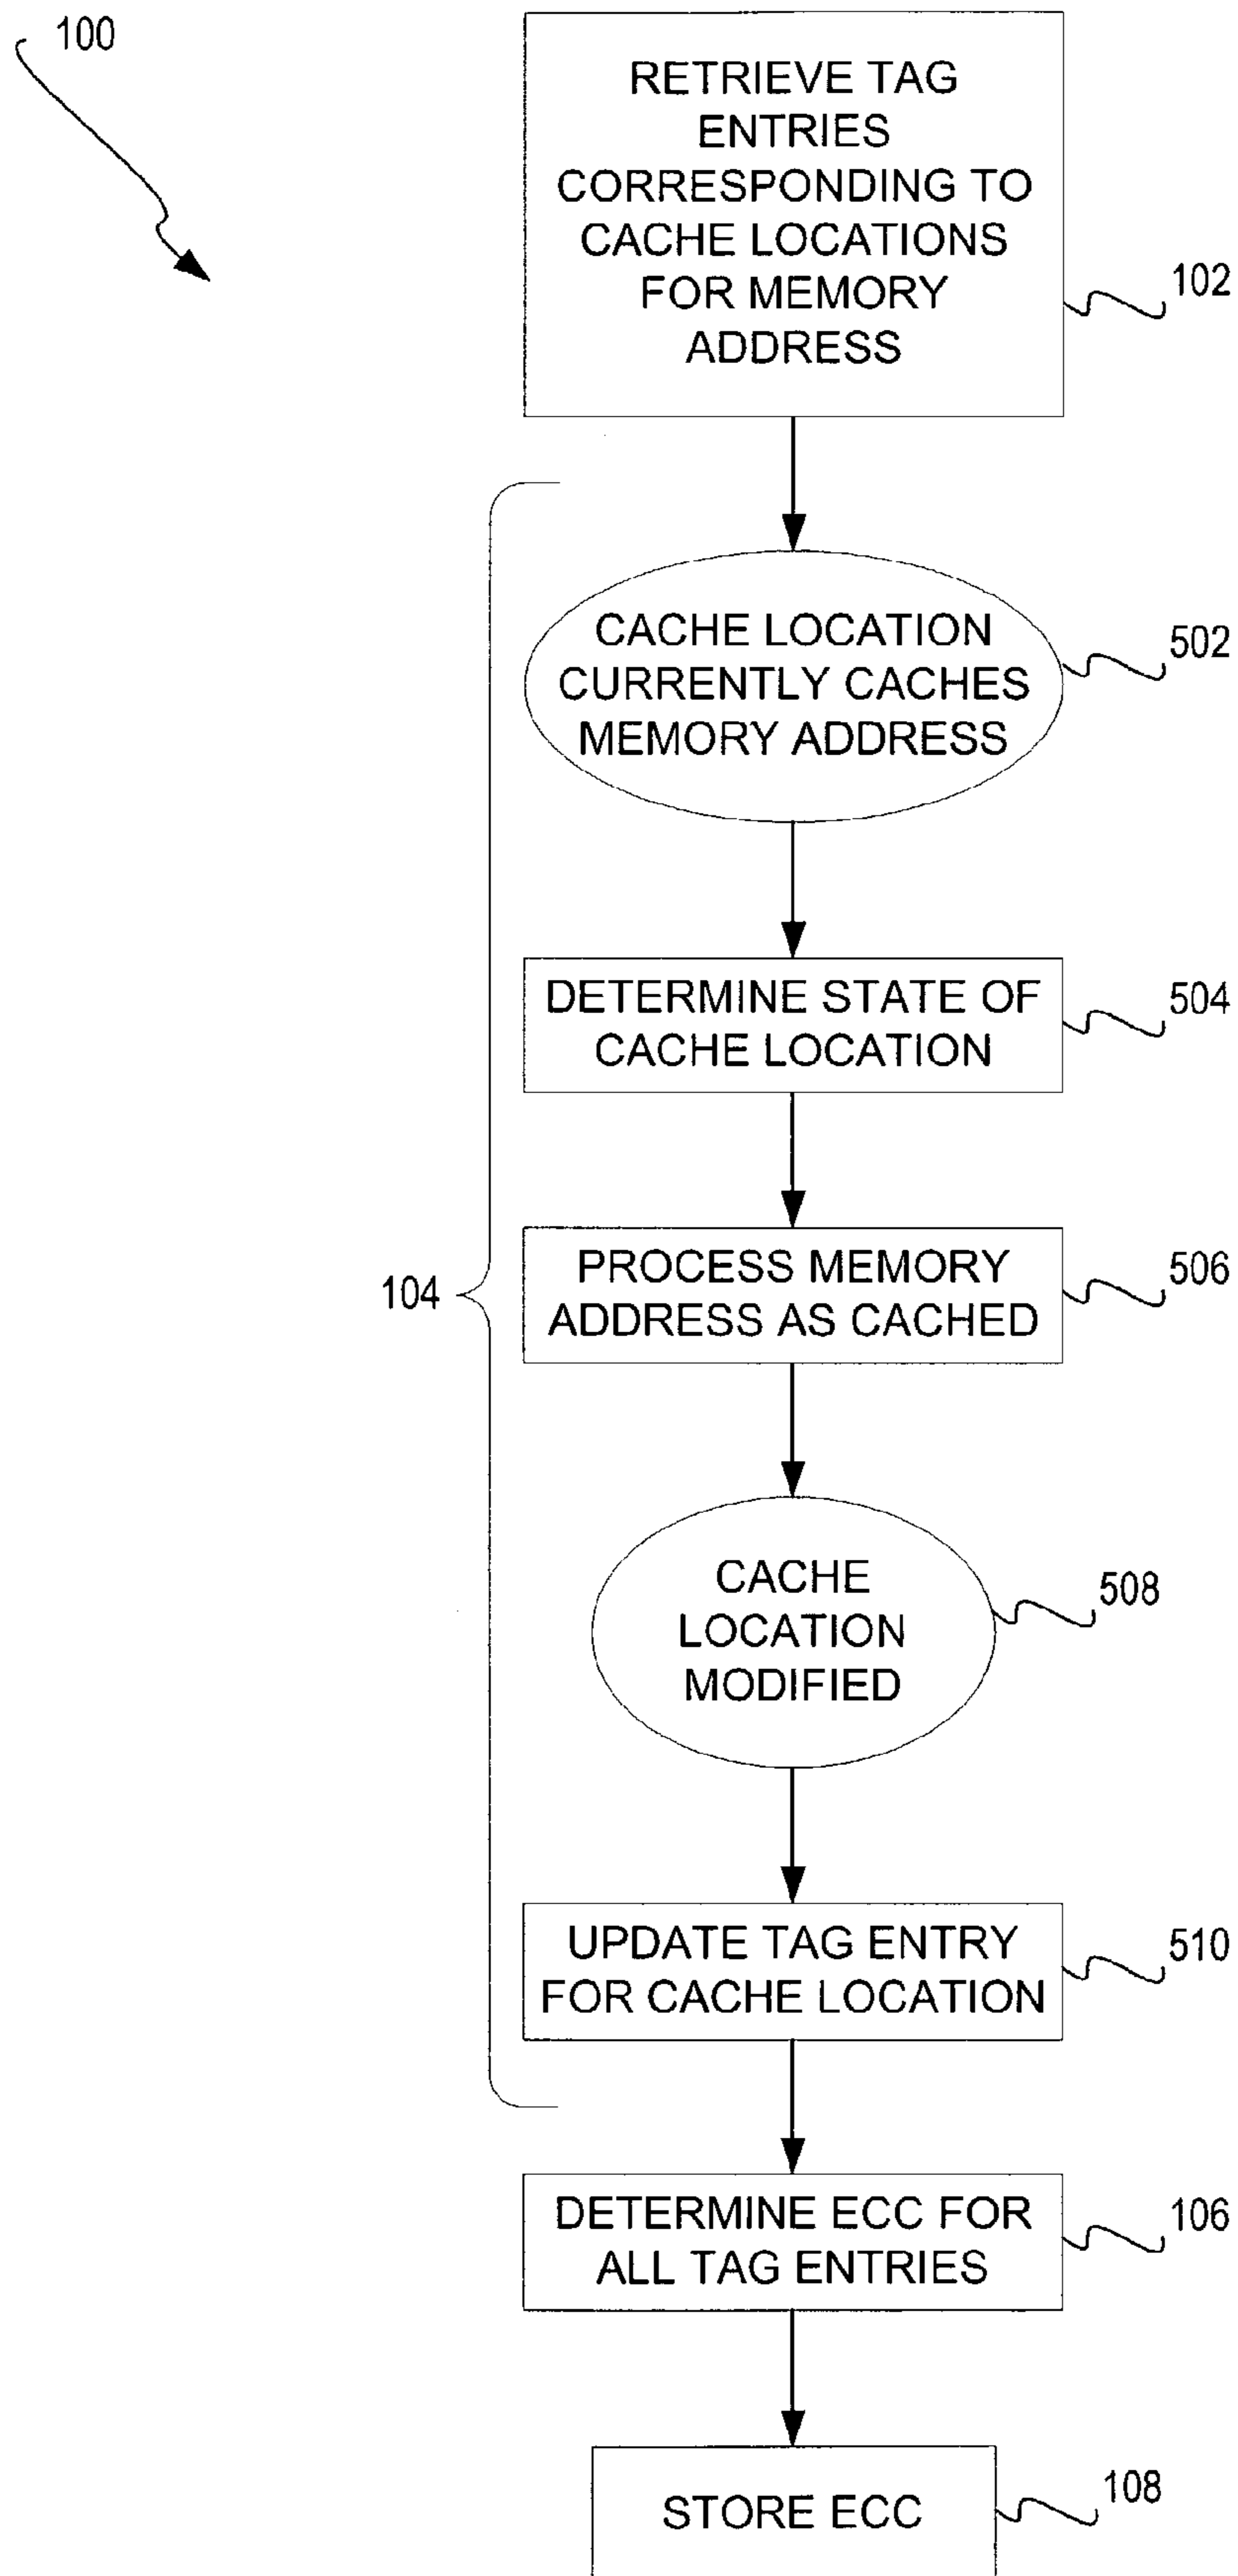 100
RETRIEVE TAG
ENTRIES
CORRESPONDING TO
CACHE LOCATIONS
FOR MEMORY
ADDRESS
102
CACHE LOCATION
CURRENTLY CACHES
MEMORY ADDRESS
502
DETERMINE STATE OF
CACHE LOCATION
504
PROCESS MEMORY
ADDRESS AS CACHED
506
104
CACHE
LOCATION
MODIFIED
508
UPDATE TAG ENTRY
FOR CACHE LOCATION
510
DETERMINE ECC FOR
ALL TAG ENTRIES
106
STORE ECC
108